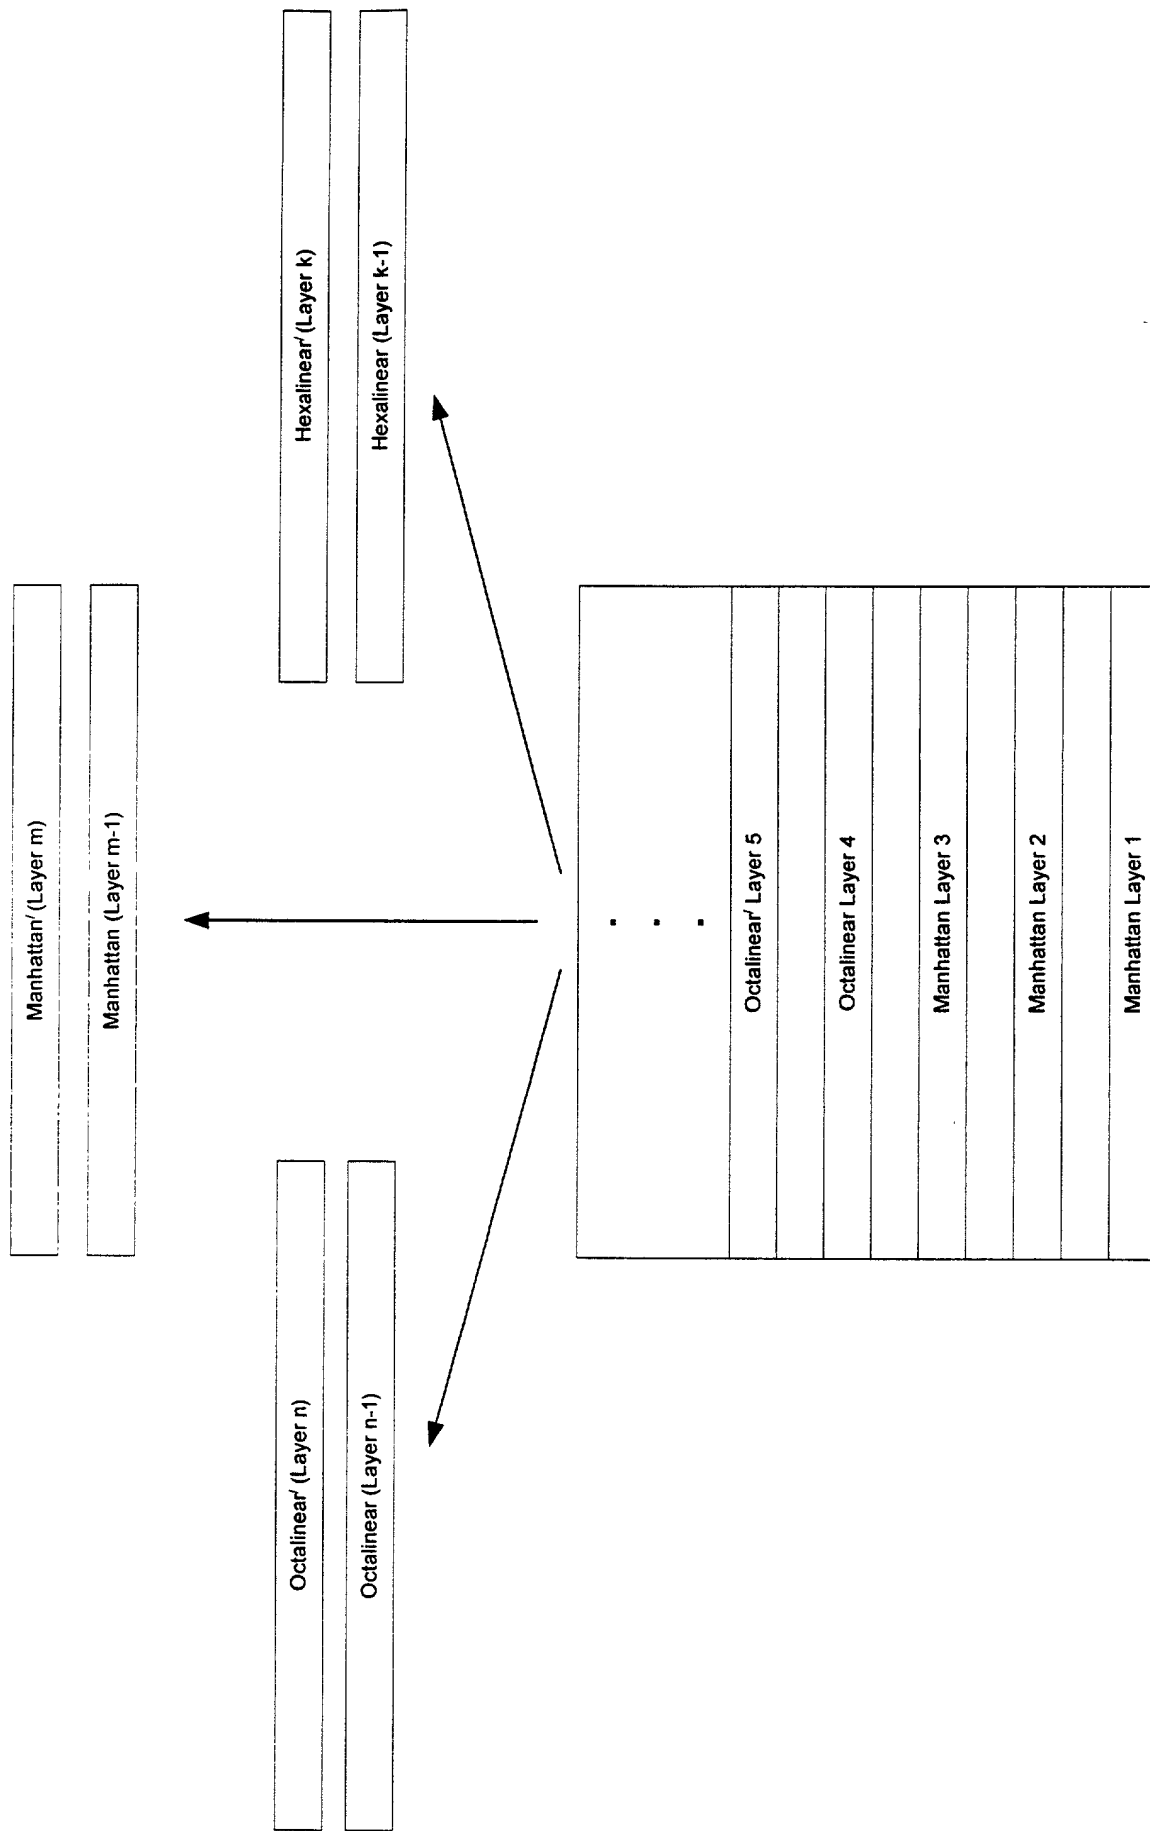 Manhattan′ (Layer m)
Manhattan (Layer m-1)
Octalinear′ (Layer n)
Octalinear (Layer n-1)
Hexalinear′ (Layer k)
Hexalinear (Layer k-1)
Octalinear′ Layer 5
Octalinear Layer 4
Manhattan Layer 3
Manhattan Layer 2
Manhattan Layer 1